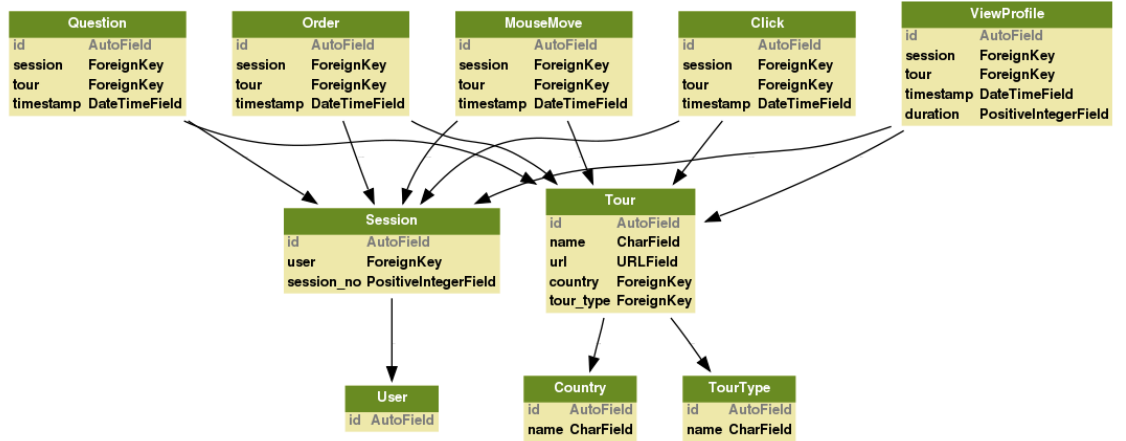 Question
id AutoField
session ForeignKey
tour ForeignKey
timestamp DateTimeField
Order
id AutoField
session ForeignKey
tour ForeignKey
timestamp DateTimeField
MouseMove
id AutoField
session ForeignKey
tour ForeignKey
timestamp DateTimeField
Click
id AutoField
session ForeignKey
tour ForeignKey
timestamp DateTimeField
ViewProfile
id AutoField
session ForeignKey
tour ForeignKey
timestamp DateTimeField
duration PositiveIntegerField
Session
id AutoField
user ForeignKey
session_no PositiveIntegerField
Tour
id AutoField
name CharField
url URLField
country ForeignKey
tour_type ForeignKey
User
id AutoField
Country
id AutoField
name CharField
TourType
id AutoField
name CharField